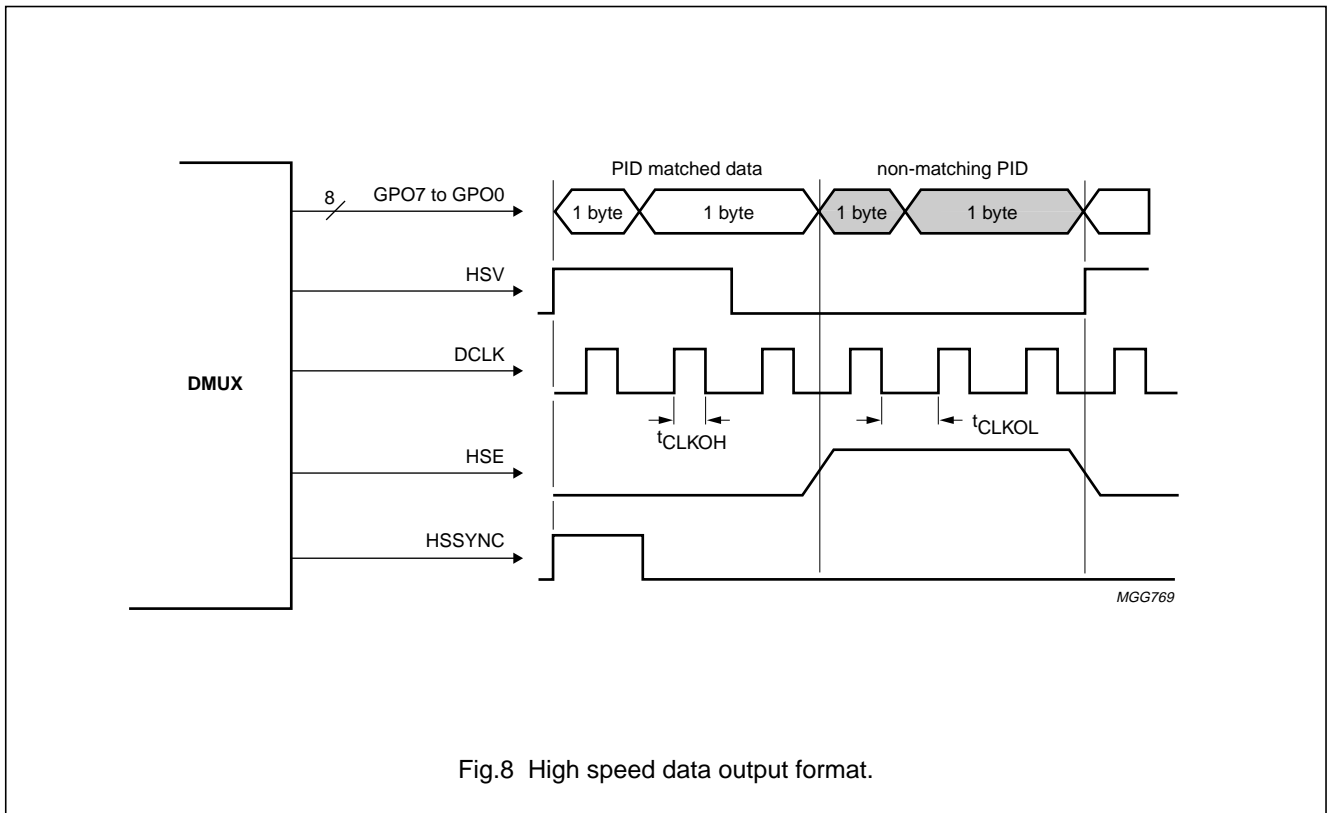 PID matched data
non-matching PID
8
GPO7 to GPO0
1 byte
1 byte
1 byte
1 byte
HSV
DCLK
DMUX
tCLKOH
tCLKOL
HSE
HSSYNC
MGG769
Fig.8 High speed data output format.